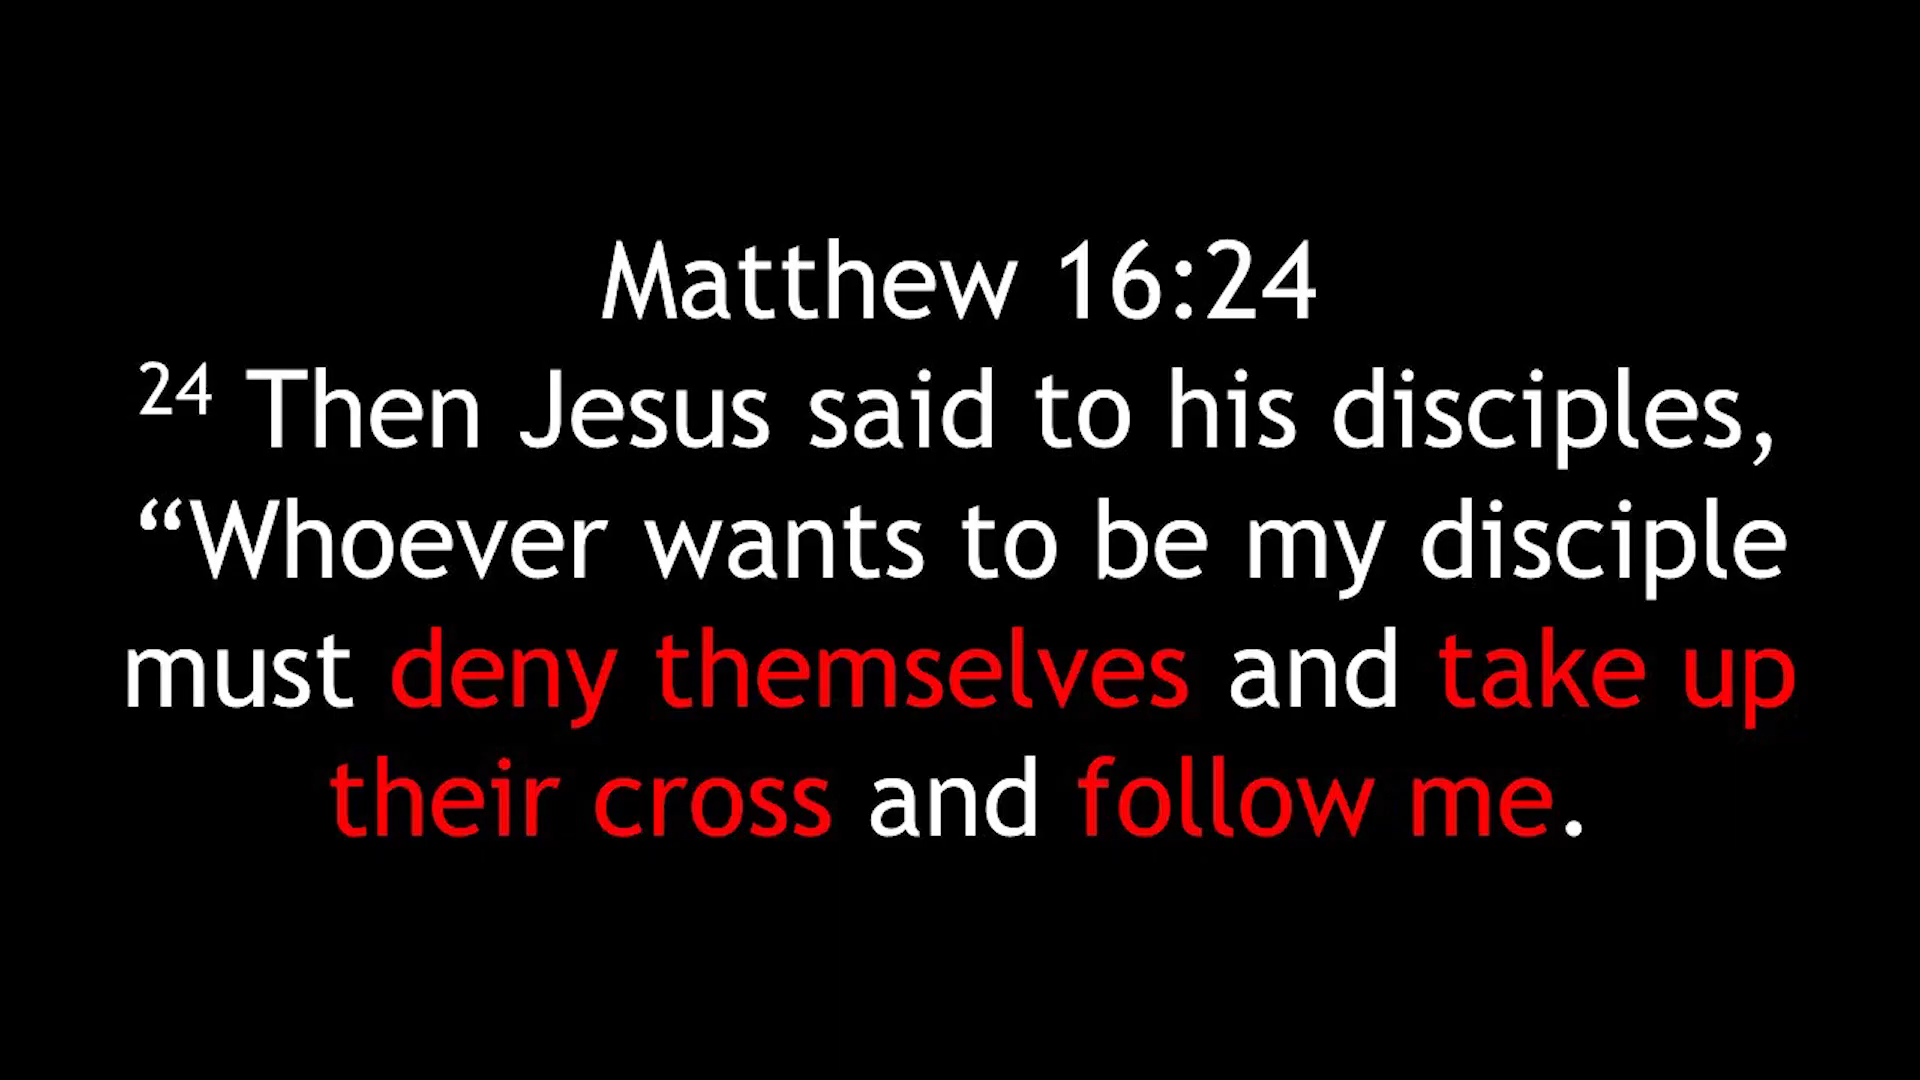 Matthew 16:24
24 Then Jesus said to his disciples,
“Whoever wants to be my disciple
must deny themselves and take up
their cross and follow me.